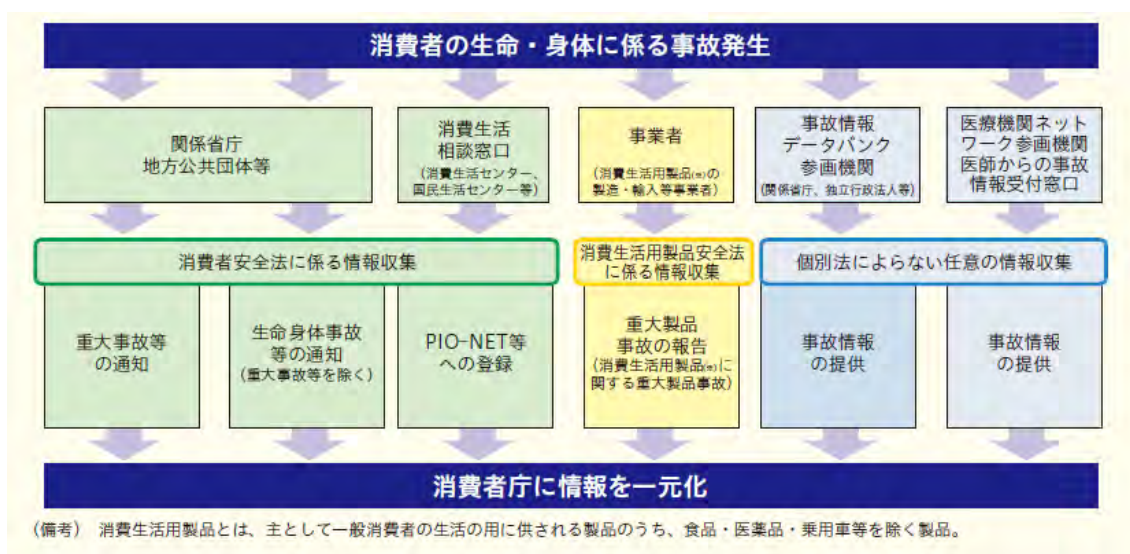 消費者の生命・身体に係る事故発生
関係省庁
地方公共団体等
消費生活
相談窓口
(消費生活センター、
国民生活センター等)
事業者
(消費生活用製品(※)の
製造・輸入等事業者)
事故情報
データバンク
参画機関
(関係省庁、独立行政法人等)
医療機関ネット
ワーク参画機関
医師からの事故
情報受付窓口
消費者安全法に係る情報収集
消費生活用製品安全法
に係る情報収集
個別法によらない任意の情報収集
重大事故等
の通知
生命身体事故
等の通知
(重大事故等を除く)
PIO-NET等
への登録
重大製品
事故の報告
(消費生活用製品(※)に
関する重大製品事故)
事故情報
の提供
事故情報
の提供
消費者庁に情報を一元化
(備考) 消費生活用製品とは、主として一般消費者の生活の用に供される製品のうち、食品・医薬品・乗用車等を除く製品。